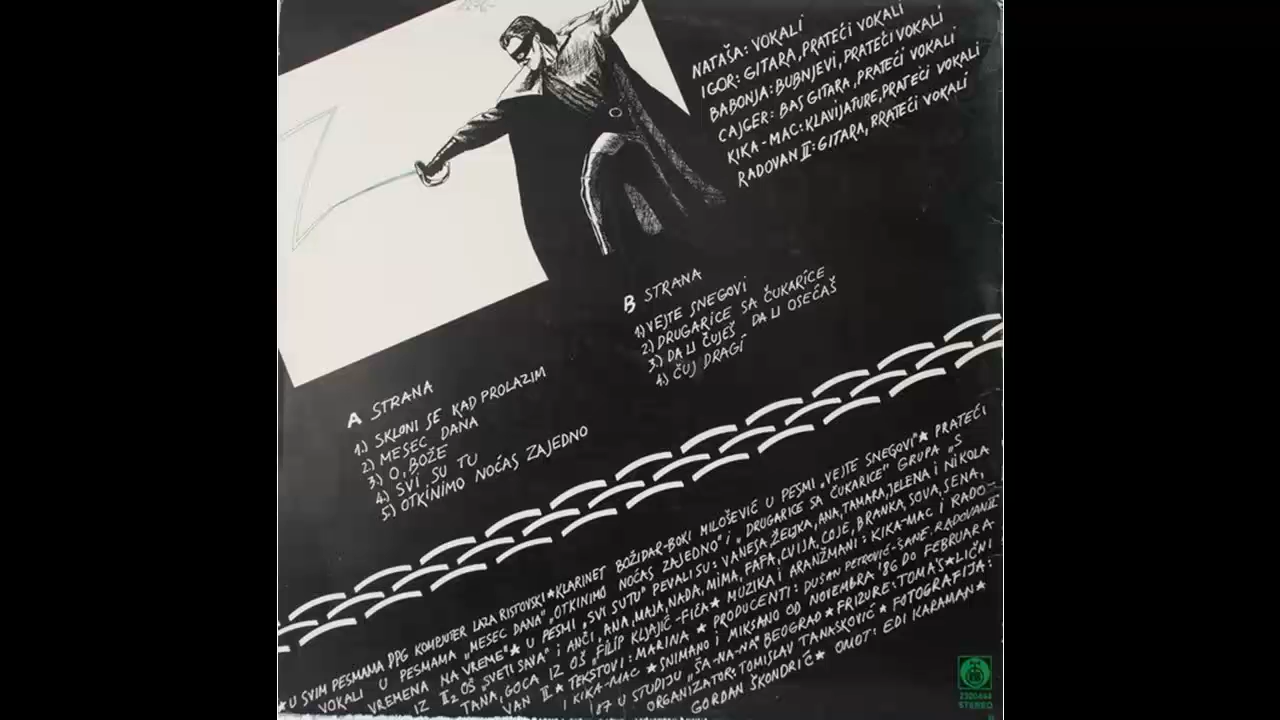 NATAŠA: VOKALI
IGOR: GITARA, PRATEĆI VOKALI
BABONJA: BUBNJEVI, PRATEĆI VOKALI
CAJGER: BAS GITARA, PRATEĆI VOKALI
KIKA-MAC: KLAVIJATURE, PRATEĆI VOKALI
RADOVAN II: GITARA, PRATEĆI VOKALI
A STRANA
1.) SKLONI SE KAD PROLAZIM
2.) MESEC DANA
3.) O, BOŽE
4.) SVI SU TU
5.) OTKINIMO NOĆAS ZAJEDNO
B STRANA
1.) VEJTE SNEGOVI
2.) DRUGARICE SA ČUKARICE
3.) DA LI ČUJEŠ, DA LI OSEĆAŠ
4.) ČUJ DRAGI
★U SVIM PESMAMA PPG KOMPJUTER LAZA RISTOVSKI★KLARINET BOŽIDAR-BOKI MILOŠEVIĆ U PESMI „VEJTE SNEGOVI"★ PRATEĆI
VOKALI U PESMAMA „MESEC DANA", „OTKINIMO NOĆAS ZAJEDNO" I „DRUGARICE SA ČUKARICE" GRUPA „S
VREMENA NA VREME"★ U PESMI „SVI SU TU" PEVALI SU: VANESA, ŽELJKA, ANA, TAMARA, JELENA I NIKOLA
IZ II2 OŠ „SVETI SAVA" I ANČI, ANA, MAJA, NADA, MIMA, FAFA, CVIJA, COJE, BRANKA, SOVA, SENA,
TANA, GOCA IZ OŠ „FILIP KLJAJIĆ-FIĆA"★ MUZIKA I ARANŽMANI: KIKA-MAC I RADO-
VAN II★ TEKSTOVI: MARINA ★ PRODUCENTI: DUŠAN PETROVIĆ-ŠANE, RADOVAN II
I KIKA-MAC ★SNIMANO I MIKSANO OD NOVEMBRA '86 DO FEBRUARA
'87 U STUDIJU „ŠA-NA-NA" BEOGRAD★FRIZURE: TOMAS★LIČNI
ORGANIZATOR: TOMISLAV TANASKOVIĆ★ FOTOGRAFIJA:
GORDAN ŠKONDRIĆ★ OMOT: EDI KARAMAN★
2320444
STEREO